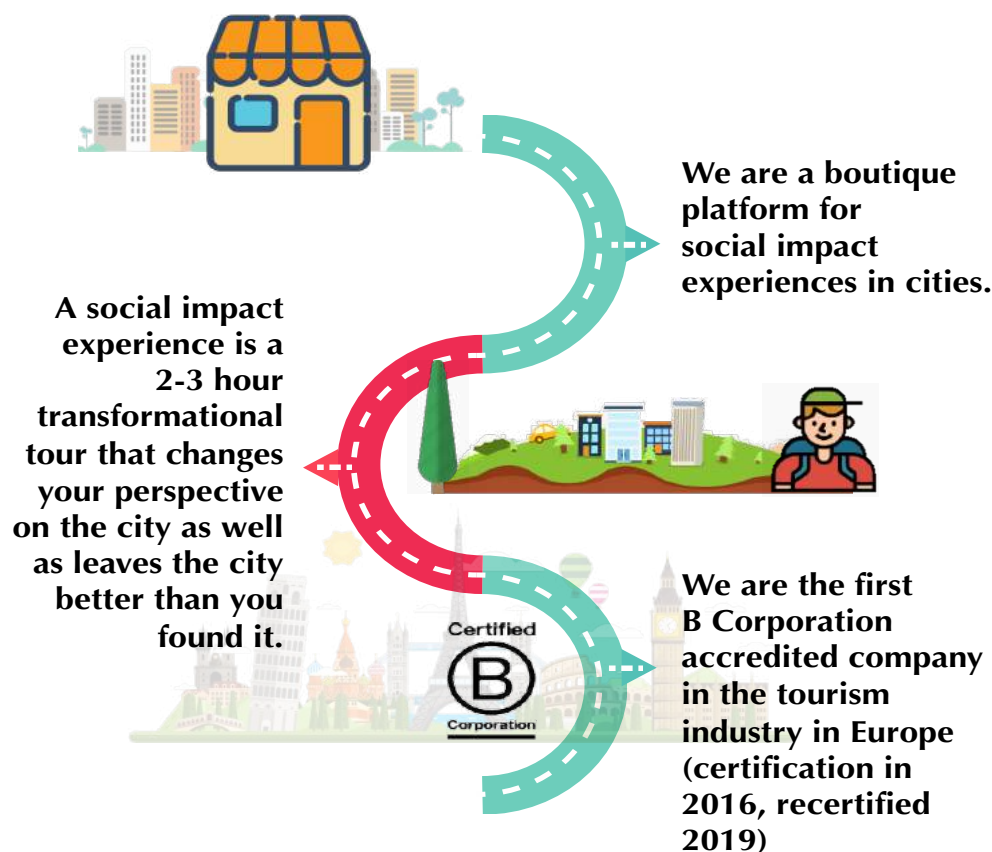 We are a boutique
platform for
social impact
experiences in cities.
A social impact
experience is a
2-3 hour
transformational
tour that changes
your perspective
on the city as well
as leaves the city
better than you
found it.
We are the first
B Corporation
accredited company
in the tourism
industry in Europe
(certification in
2016, recertified
2019)
Certified
B
Corporation